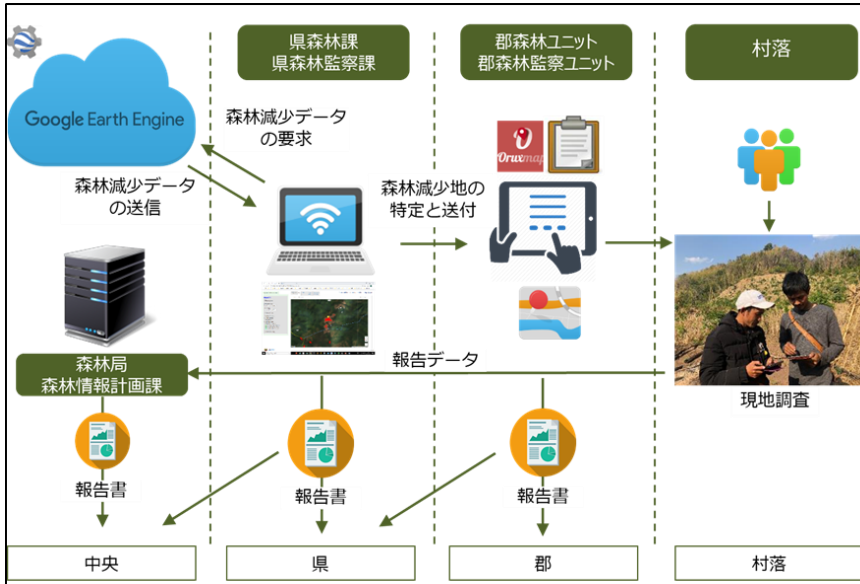 県森林課
県森林監察課
郡森林ユニット
郡森林監察ユニット
村落
Google Earth Engine
森林減少データ
の要求
森林減少データ
の送信
森林減少地の
特定と送付
Oruxmap
報告データ
森林局
森林情報計画課
現地調査
報告書
報告書
報告書
中央
県
郡
村落